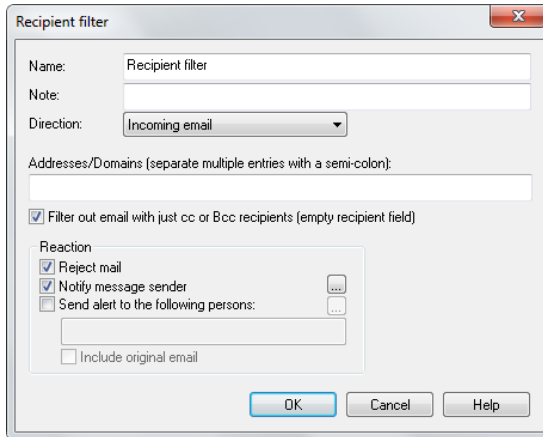 Recipient filter
Name: Recipient filter
Note:
Direction: Incoming email
Addresses/Domains (separate multiple entries with a semi-colon):
Filter out email with just cc or Bcc recipients (empty recipient field)
Reaction
Reject mail
Notify message sender ...
Send alert to the following persons: ...
Include original email
OK Cancel Help